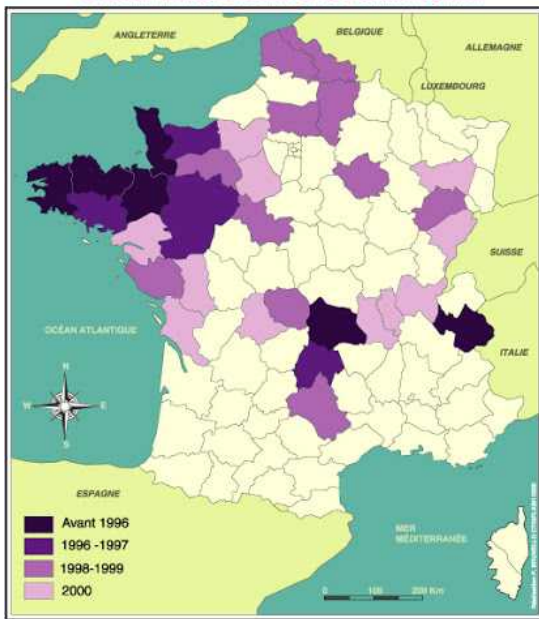 ANGLETERRE
BELGIQUE
ALLEMAGNE
LUXEMBOURG
SUISSE
OCÉAN ATLANTIQUE
ITALIE
N
W
E
S
ESPAGNE
MER
MÉDITERRANÉE
Avant 1996
1996 -1997
1998-1999
2000
0 100 200 Km